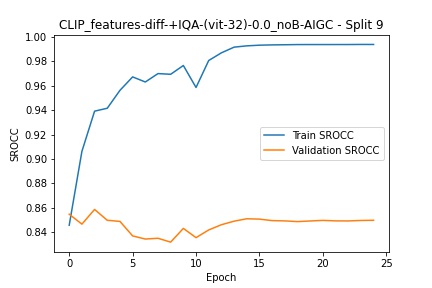 CLIP_features-diff-+IQA-(vit-32)-0.0_noB-AIGC - Split 9
1.00
0.98
0.96
0.94
0.92
0.90
0.88
0.86
0.84
SROCC
Train SROCC
Validation SROCC
0 5 10 15 20 25
Epoch